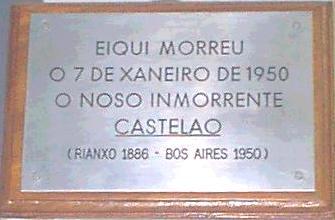 EIQUI MORREU
O 7 DE XANEIRO DE 1950
O NOSO INMORRENTE
CASTELAO
(RIANXO 1886 - BOS AIRES 1950)